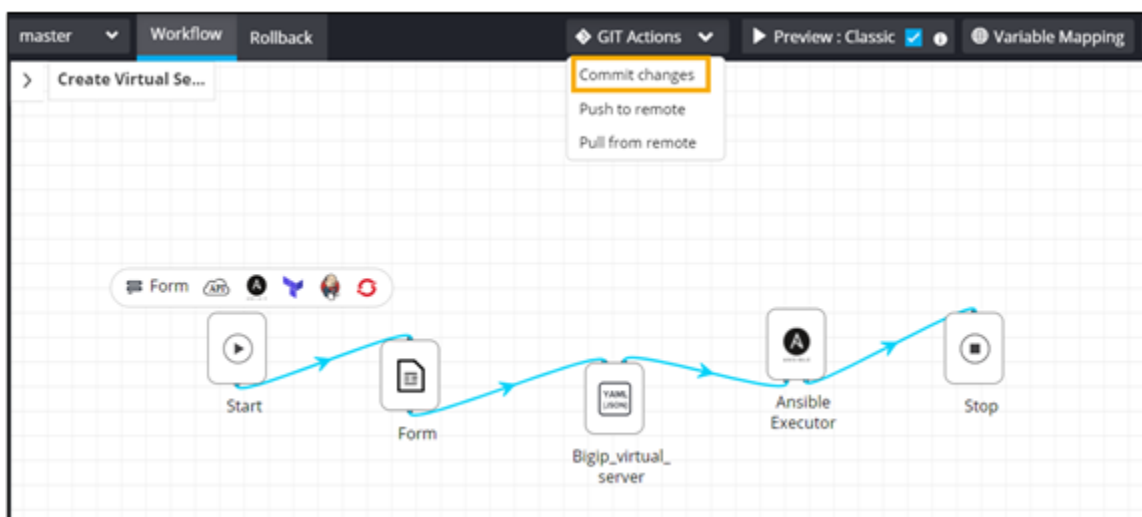 master
Workflow
Rollback
GIT Actions
Preview : Classic
Variable Mapping
Create Virtual Se...
Commit changes
Push to remote
Pull from remote
Form
API
Start
Form
YAML
Bigip_virtual_
server
Ansible
Executor
Stop